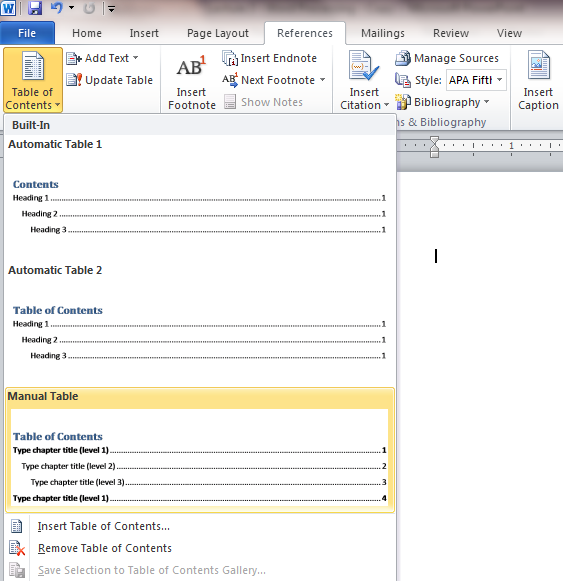 W
File Home Insert Page Layout References Mailings Review View
Table of Contents
Add Text
Update Table
AB1
Insert Footnote
Insert Endnote
AB1 Next Footnote
Show Notes
Insert Citation
Manage Sources
Style: APA Fift
Bibliography
Insert Caption
ns & Bibliography
1
Built-In
Automatic Table 1
Contents
Heading 1 1
Heading 2 1
Heading 3 1
Automatic Table 2
Table of Contents
Heading 1 1
Heading 2 1
Heading 3 1
Manual Table
Table of Contents
Type chapter title (level 1) 1
Type chapter title (level 2) 2
Type chapter title (level 3) 3
Type chapter title (level 1) 4
Insert Table of Contents...
Remove Table of Contents
Save Selection to Table of Contents Gallery...